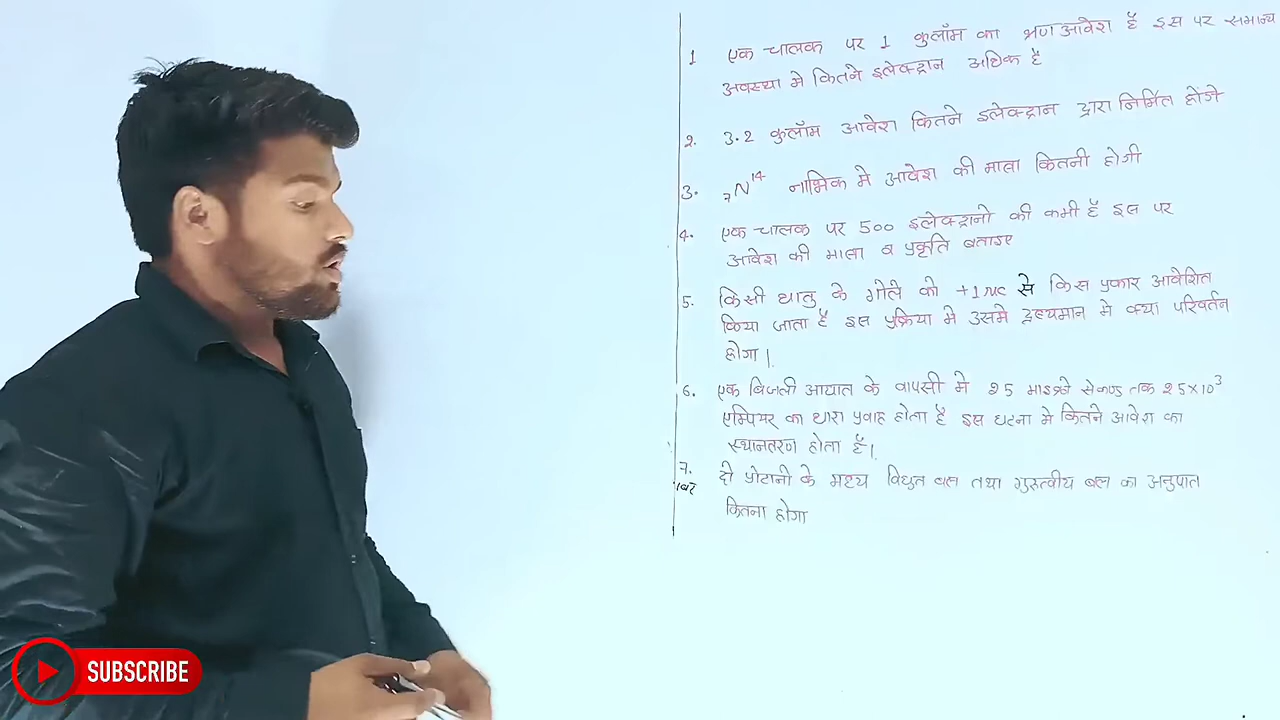 1 एक चालक पर 1 कुलॉम का ऋण आवेश है इस पर समान्य
अवस्था मे कितने इलेक्ट्रान अधिक है
2. 3.2 कुलॉम आवेश कितने इलेक्ट्रान द्वारा निर्मित होंगे
3. ₇N¹⁴ नाभिक मे आवेश की मात्रा कितनी होगी
4. एक चालक पर 500 इलेक्ट्रानो की कमी है इस पर
आवेश की मात्रा व प्रकृति बताइए
5. किसी धातु के गोले को +1 μc से किस प्रकार आवेशित
किया जाता है इस प्रक्रिया मे उसमे द्रव्यमान मे क्या परिवर्तन
होगा।
6. एक बिजली आघात के वापसी मे 25 माइक्रो सेकण्ड तक 25×10³
एम्पियर का धारा प्रवाह होता है इस घटना मे कितने आवेश का
स्थानतरण होता है।
7. दो प्रोटानो के मध्य विधुत बल तथा गुरुत्वीय बल का अनुपात
कितना होगा
SUBSCRIBE